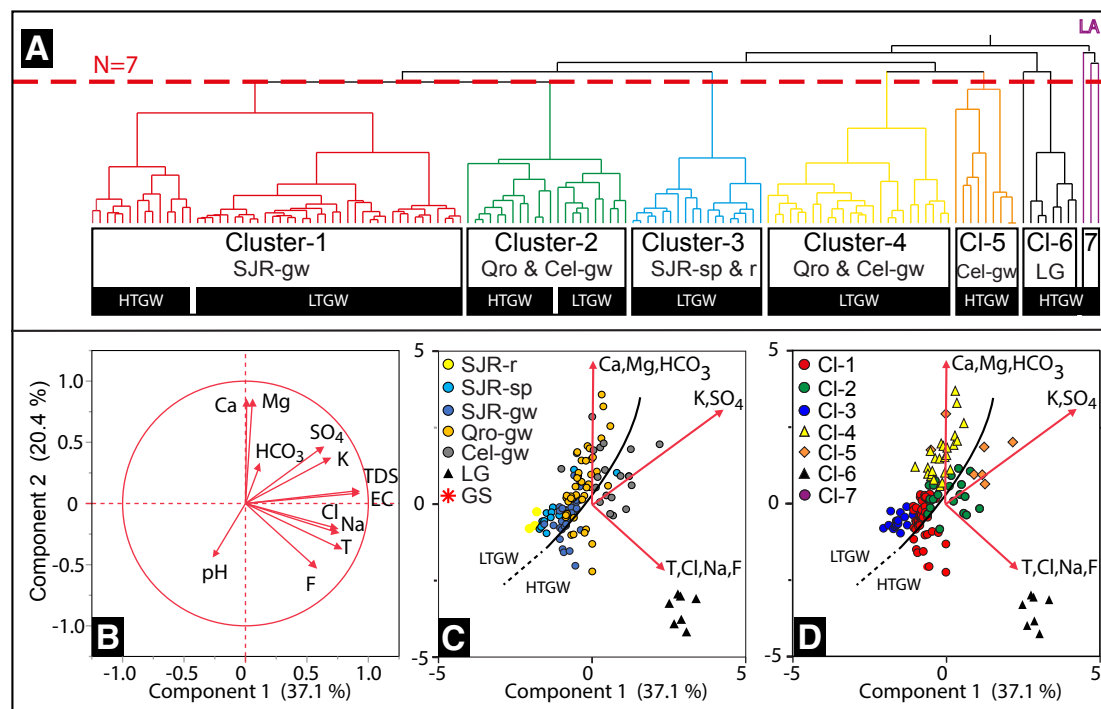 A
N=7
LA
Cluster-1
SJR-gw
HTGW
LTGW
Cluster-2
Qro & Cel-gw
HTGW
LTGW
Cluster-3
SJR-sp & r
LTGW
Cluster-4
Qro & Cel-gw
LTGW
Cl-5
Cel-gw
HTGW
Cl-6
LG
7
HTGW
B
Component 2 (20.4 %)
1.0
0.5
0
-0.5
-1.0
Ca
Mg
HCO3
SO4
K
TDS
EC
Cl
Na
T
F
pH
-1.0
-0.5
0
0.5
1.0
Component 1 (37.1 %)
C
5
0
-5
SJR-r
SJR-sp
SJR-gw
Qro-gw
Cel-gw
LG
GS
Ca,Mg,HCO3
K,SO4
T,Cl,Na,F
LTGW
HTGW
-5
0
5
Component 1 (37.1 %)
D
5
0
-5
Cl-1
Cl-2
Cl-3
Cl-4
Cl-5
Cl-6
Cl-7
Ca,Mg,HCO3
K,SO4
T,Cl,Na,F
LTGW
HTGW
-5
0
5
Component 1 (37.1 %)